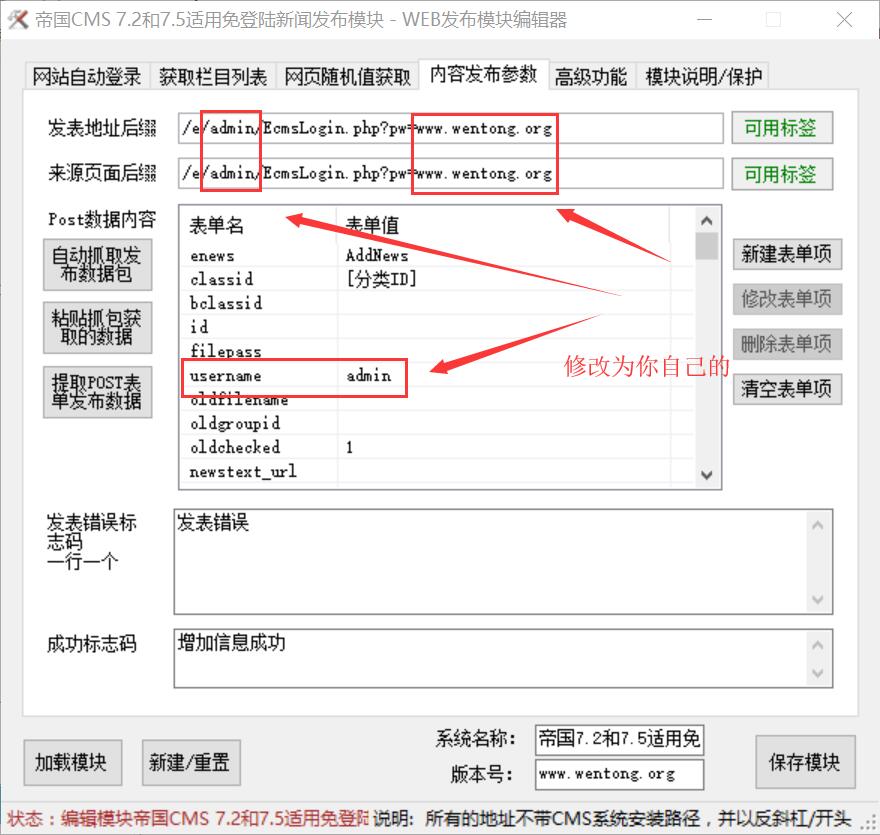 帝国CMS 7.2和7.5适用免登陆新闻发布模块 - WEB发布模块编辑器
网站自动登录 获取栏目列表 网页随机值获取 内容发布参数 高级功能 模块说明/保护
发表地址后缀 /e/admin/EcmsLogin.php?pw=www.wentong.org 可用标签
来源页面后缀 /e/admin/EcmsLogin.php?pw=www.wentong.org 可用标签
Post数据内容
自动抓取发
布数据包
粘贴抓包获
取的数据
提取POST表
单发布数据
表单名 表单值
enews AddNews
classid [分类ID]
bclassid
id
filepass
username admin
oldfilename
oldgroupid
oldchecked 1
newstext_url
新建表单项
修改表单项
删除表单项
清空表单项
修改为你自己的
发表错误标
志码
一行一个
发表错误
成功标志码
增加信息成功
加载模块 新建/重置
系统名称: 帝国7.2和7.5适用免
版本号: www.wentong.org
保存模块
状态：编辑模块帝国CMS 7.2和7.5适用免登陆 说明: 所有的地址不带CMS系统安装路径，并以反斜杠/开头